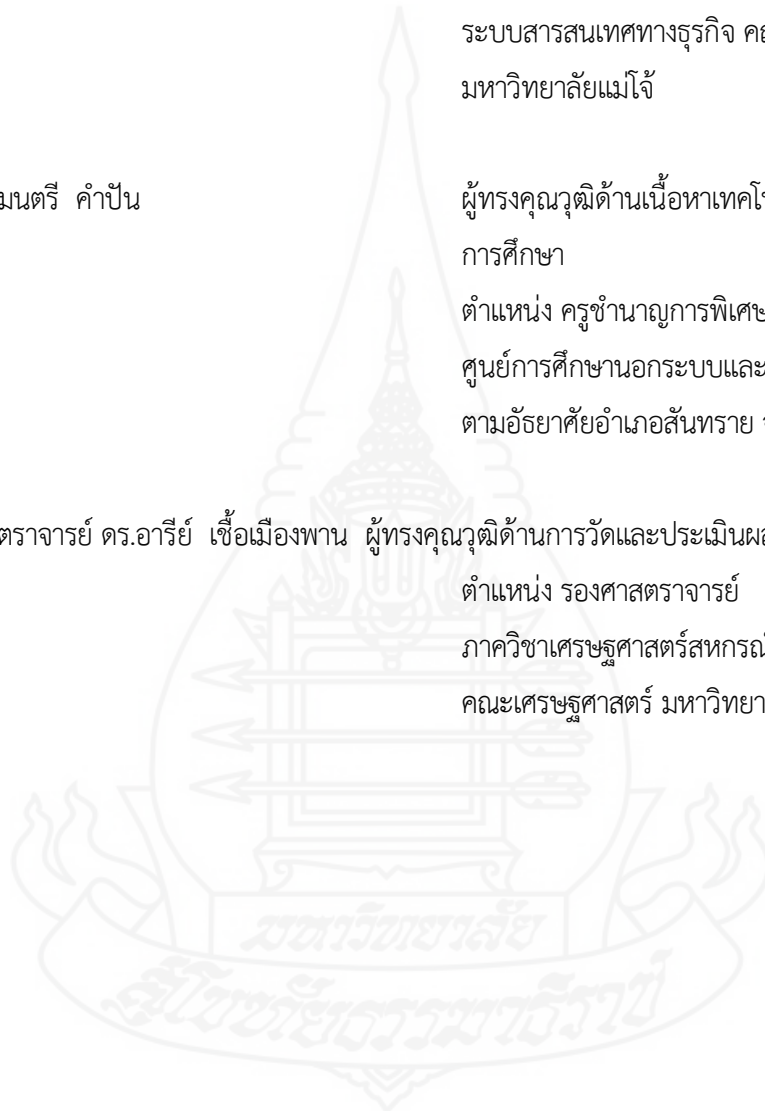 ระบบสารสนเทศทางธุรกิจ
มหาวิทยาลัยแม่โจ้
มนตรี คำปัน ผู้ทรงคุณวุฒิด้านเนื้อหา
การศึกษา
ตำแหน่ง ครูชำนาญการพิเศษ
ศูนย์การศึกษานอกระบบและ
ตามอัธยาศัยอำเภอสันทราย
ดร.อารีย์ เชื้อเมืองพาน ผู้ทรงคุณวุฒิด้านการวัดและประเมิน
ตำแหน่ง รองศาสตราจารย์
ภาควิชาเศรษฐศาสตร์สหกรณ์
คณะเศรษฐศาสตร์
มหาวิทยาลัย
สุโขทัยธรรมาธิราช